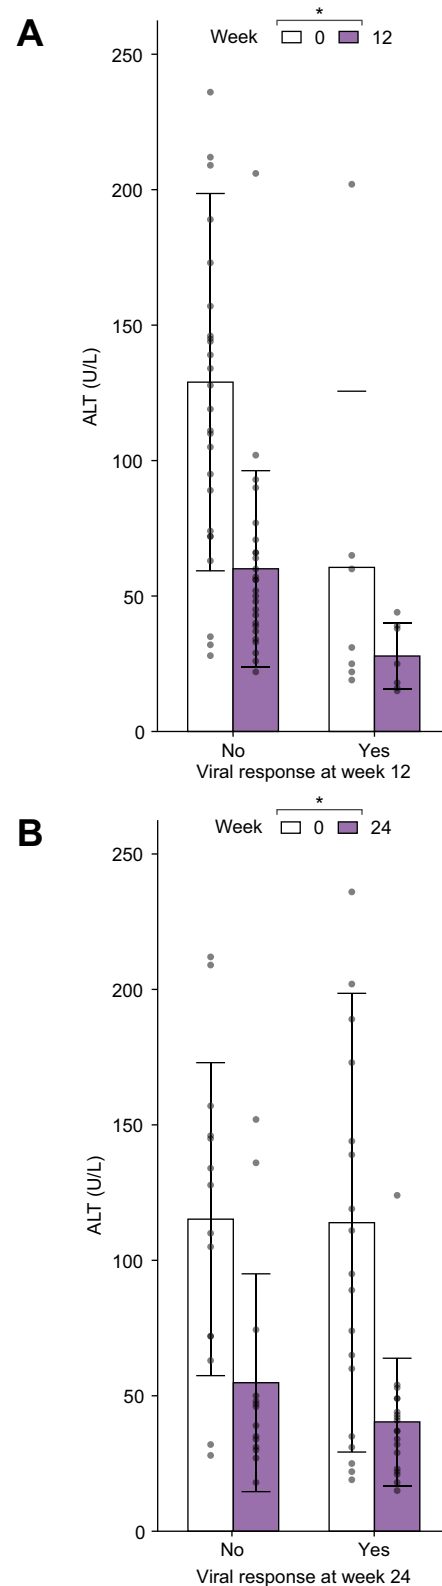 A
*
Week 0 12
250
200
150
100
50
0
ALT (U/L)
No Yes
Viral response at week 12
B
*
Week 0 24
250
200
150
100
50
0
ALT (U/L)
No Yes
Viral response at week 24